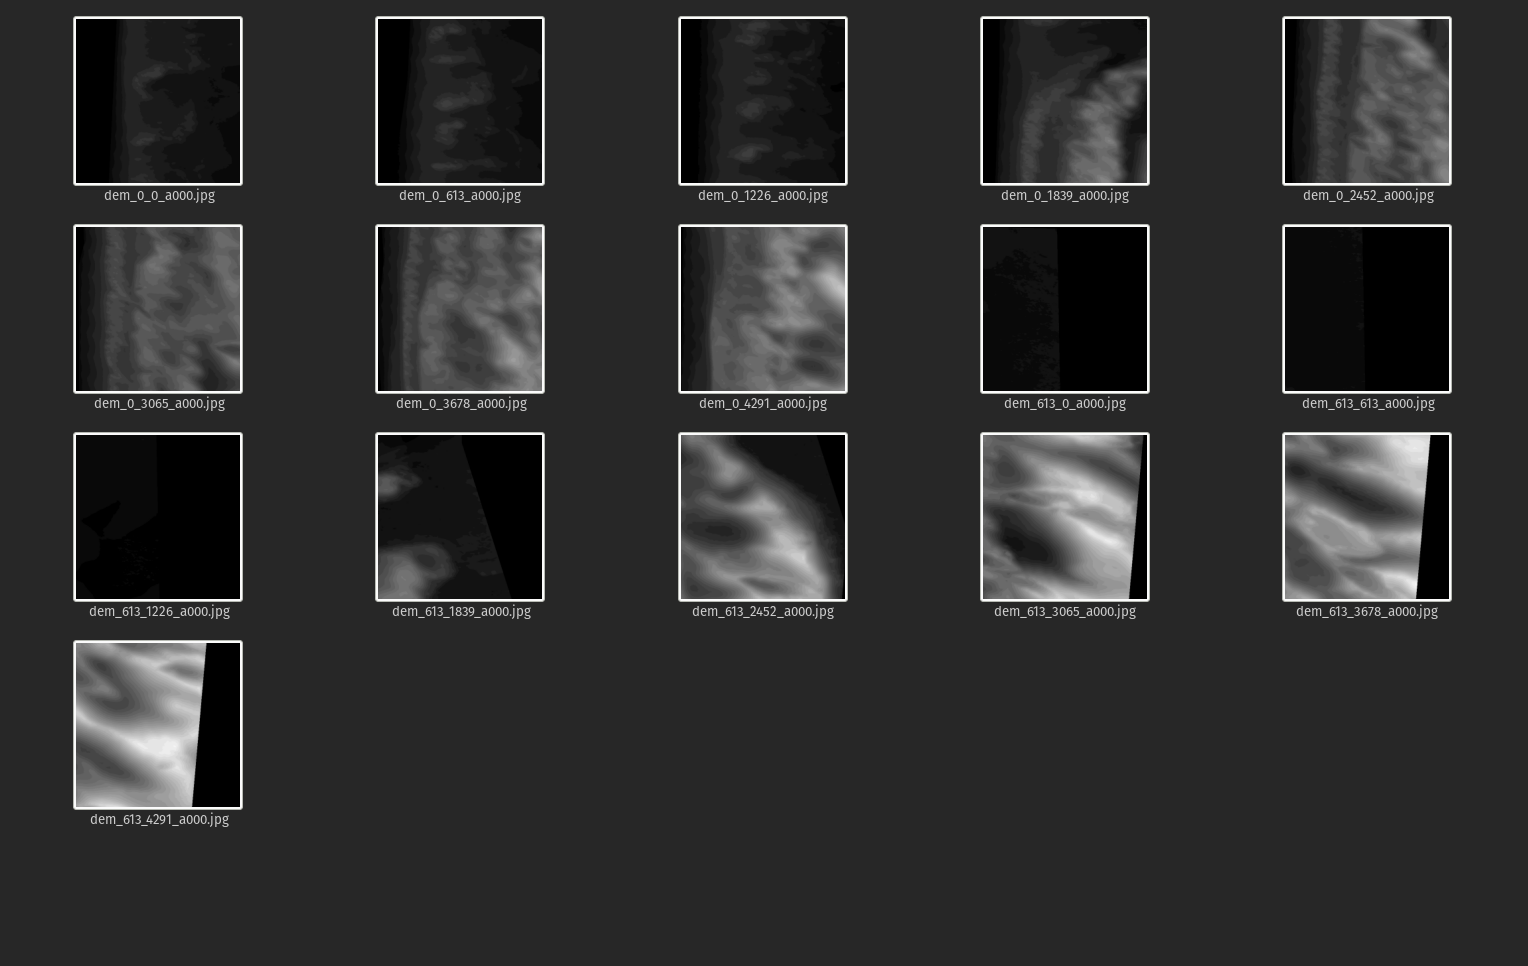 dem_0_0_a000.jpg
dem_0_613_a000.jpg
dem_0_1226_a000.jpg
dem_0_1839_a000.jpg
dem_0_2452_a000.jpg
dem_0_3065_a000.jpg
dem_0_3678_a000.jpg
dem_0_4291_a000.jpg
dem_613_0_a000.jpg
dem_613_613_a000.jpg
dem_613_1226_a000.jpg
dem_613_1839_a000.jpg
dem_613_2452_a000.jpg
dem_613_3065_a000.jpg
dem_613_3678_a000.jpg
dem_613_4291_a000.jpg